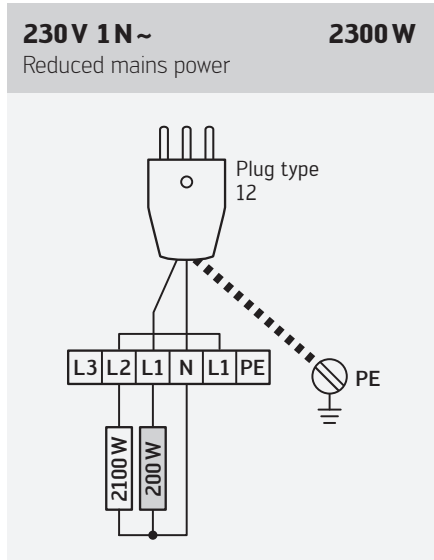 230 V 1 N ~ 2300 W
Reduced mains power
Plug type
12
L3 L2 L1 N L1 PE
PE
2100 W
200 W